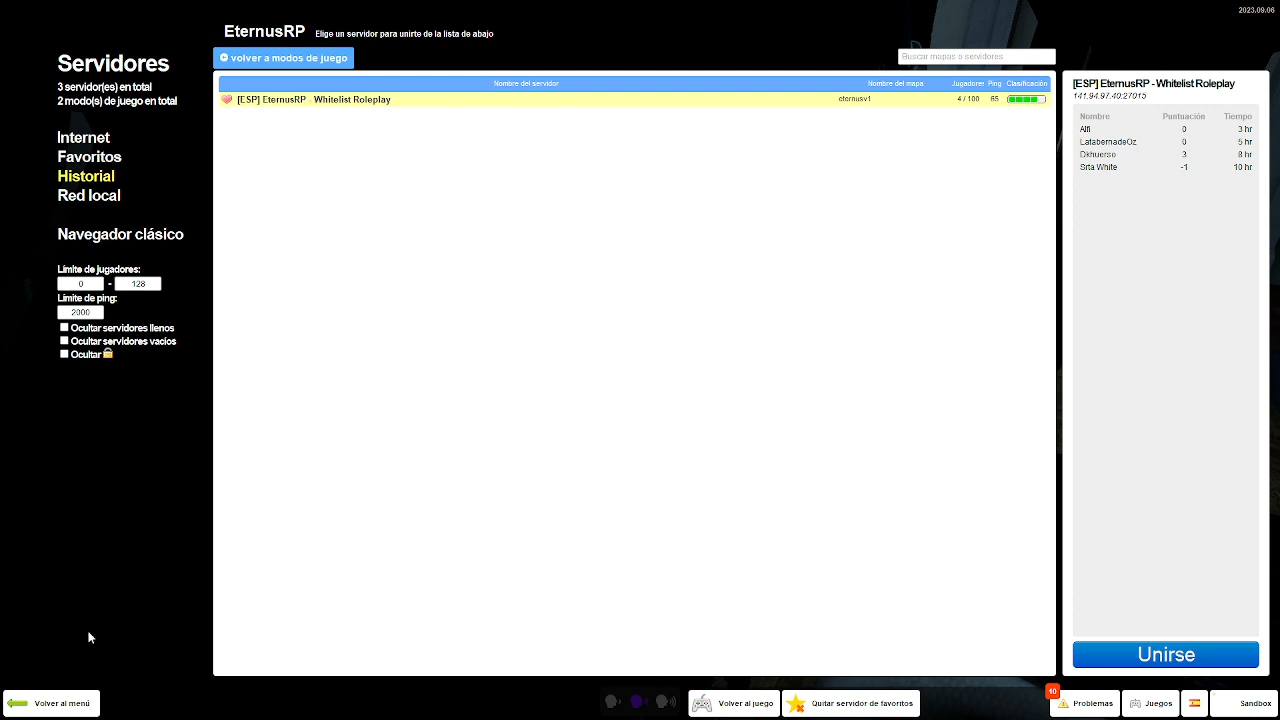 2023.09.06
EternusRP Elige un servidor para unirte de la lista de abajo
volver a modos de juego
Buscar mapas o servidores
Servidores
3 servidor(es) en total
2 modo(s) de juego en total
Internet
Favoritos
Historial
Red local
Navegador clásico
Límite de jugadores:
0 - 128
Límite de ping:
2000
Ocultar servidores llenos
Ocultar servidores vacíos
Ocultar
Nombre del servidor Nombre del mapa Jugadores Ping Clasificación
[ESP] EternusRP - Whitelist Roleplay eternusv1 4 / 100 65
[ESP] EternusRP - Whitelist Roleplay
141.94.97.40:27015
Nombre Puntuación Tiempo
Alfi 0 3 hr
LatabernadeOz 0 5 hr
Dkhuerso 3 8 hr
Srta White -1 10 hr
Unirse
Volver al menú
Volver al juego
Quitar servidor de favoritos
10
Problemas
Juegos
Sandbox